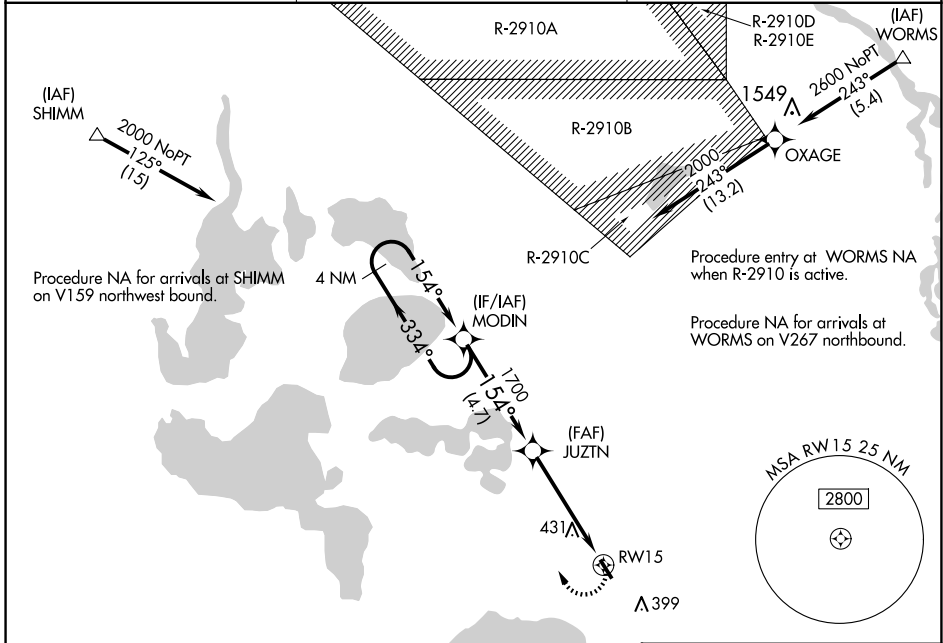 R-2910A
R-2910D
R-2910E
(IAF)
WORMS
(IAF)
SHIMM
2000 NoPT
125°
(15)
2600 NoPT
243°
(5.4)
1549
OXAGE
R-2910B
2000
243°
(13.2)
R-2910C
Procedure NA for arrivals at SHIMM
on V159 northwest bound.
Procedure entry at WORMS NA
when R-2910 is active.
Procedure NA for arrivals at
WORMS on V267 northbound.
4 NM
154°
334°
(IF/IAF)
MODIN
1700
154°
(4.7)
(FAF)
JUZTN
431
RW15
399
MSA RW15 25 NM
2800